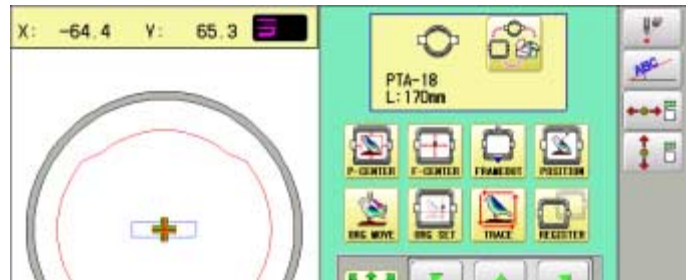 X: -64.4 Y: 65.3
PTA-18
L:170mm
P-CENTER F-CENTER FRAMEOUT POSITION
ORG MOVE ORG SET TRACE REGISTER
ABC